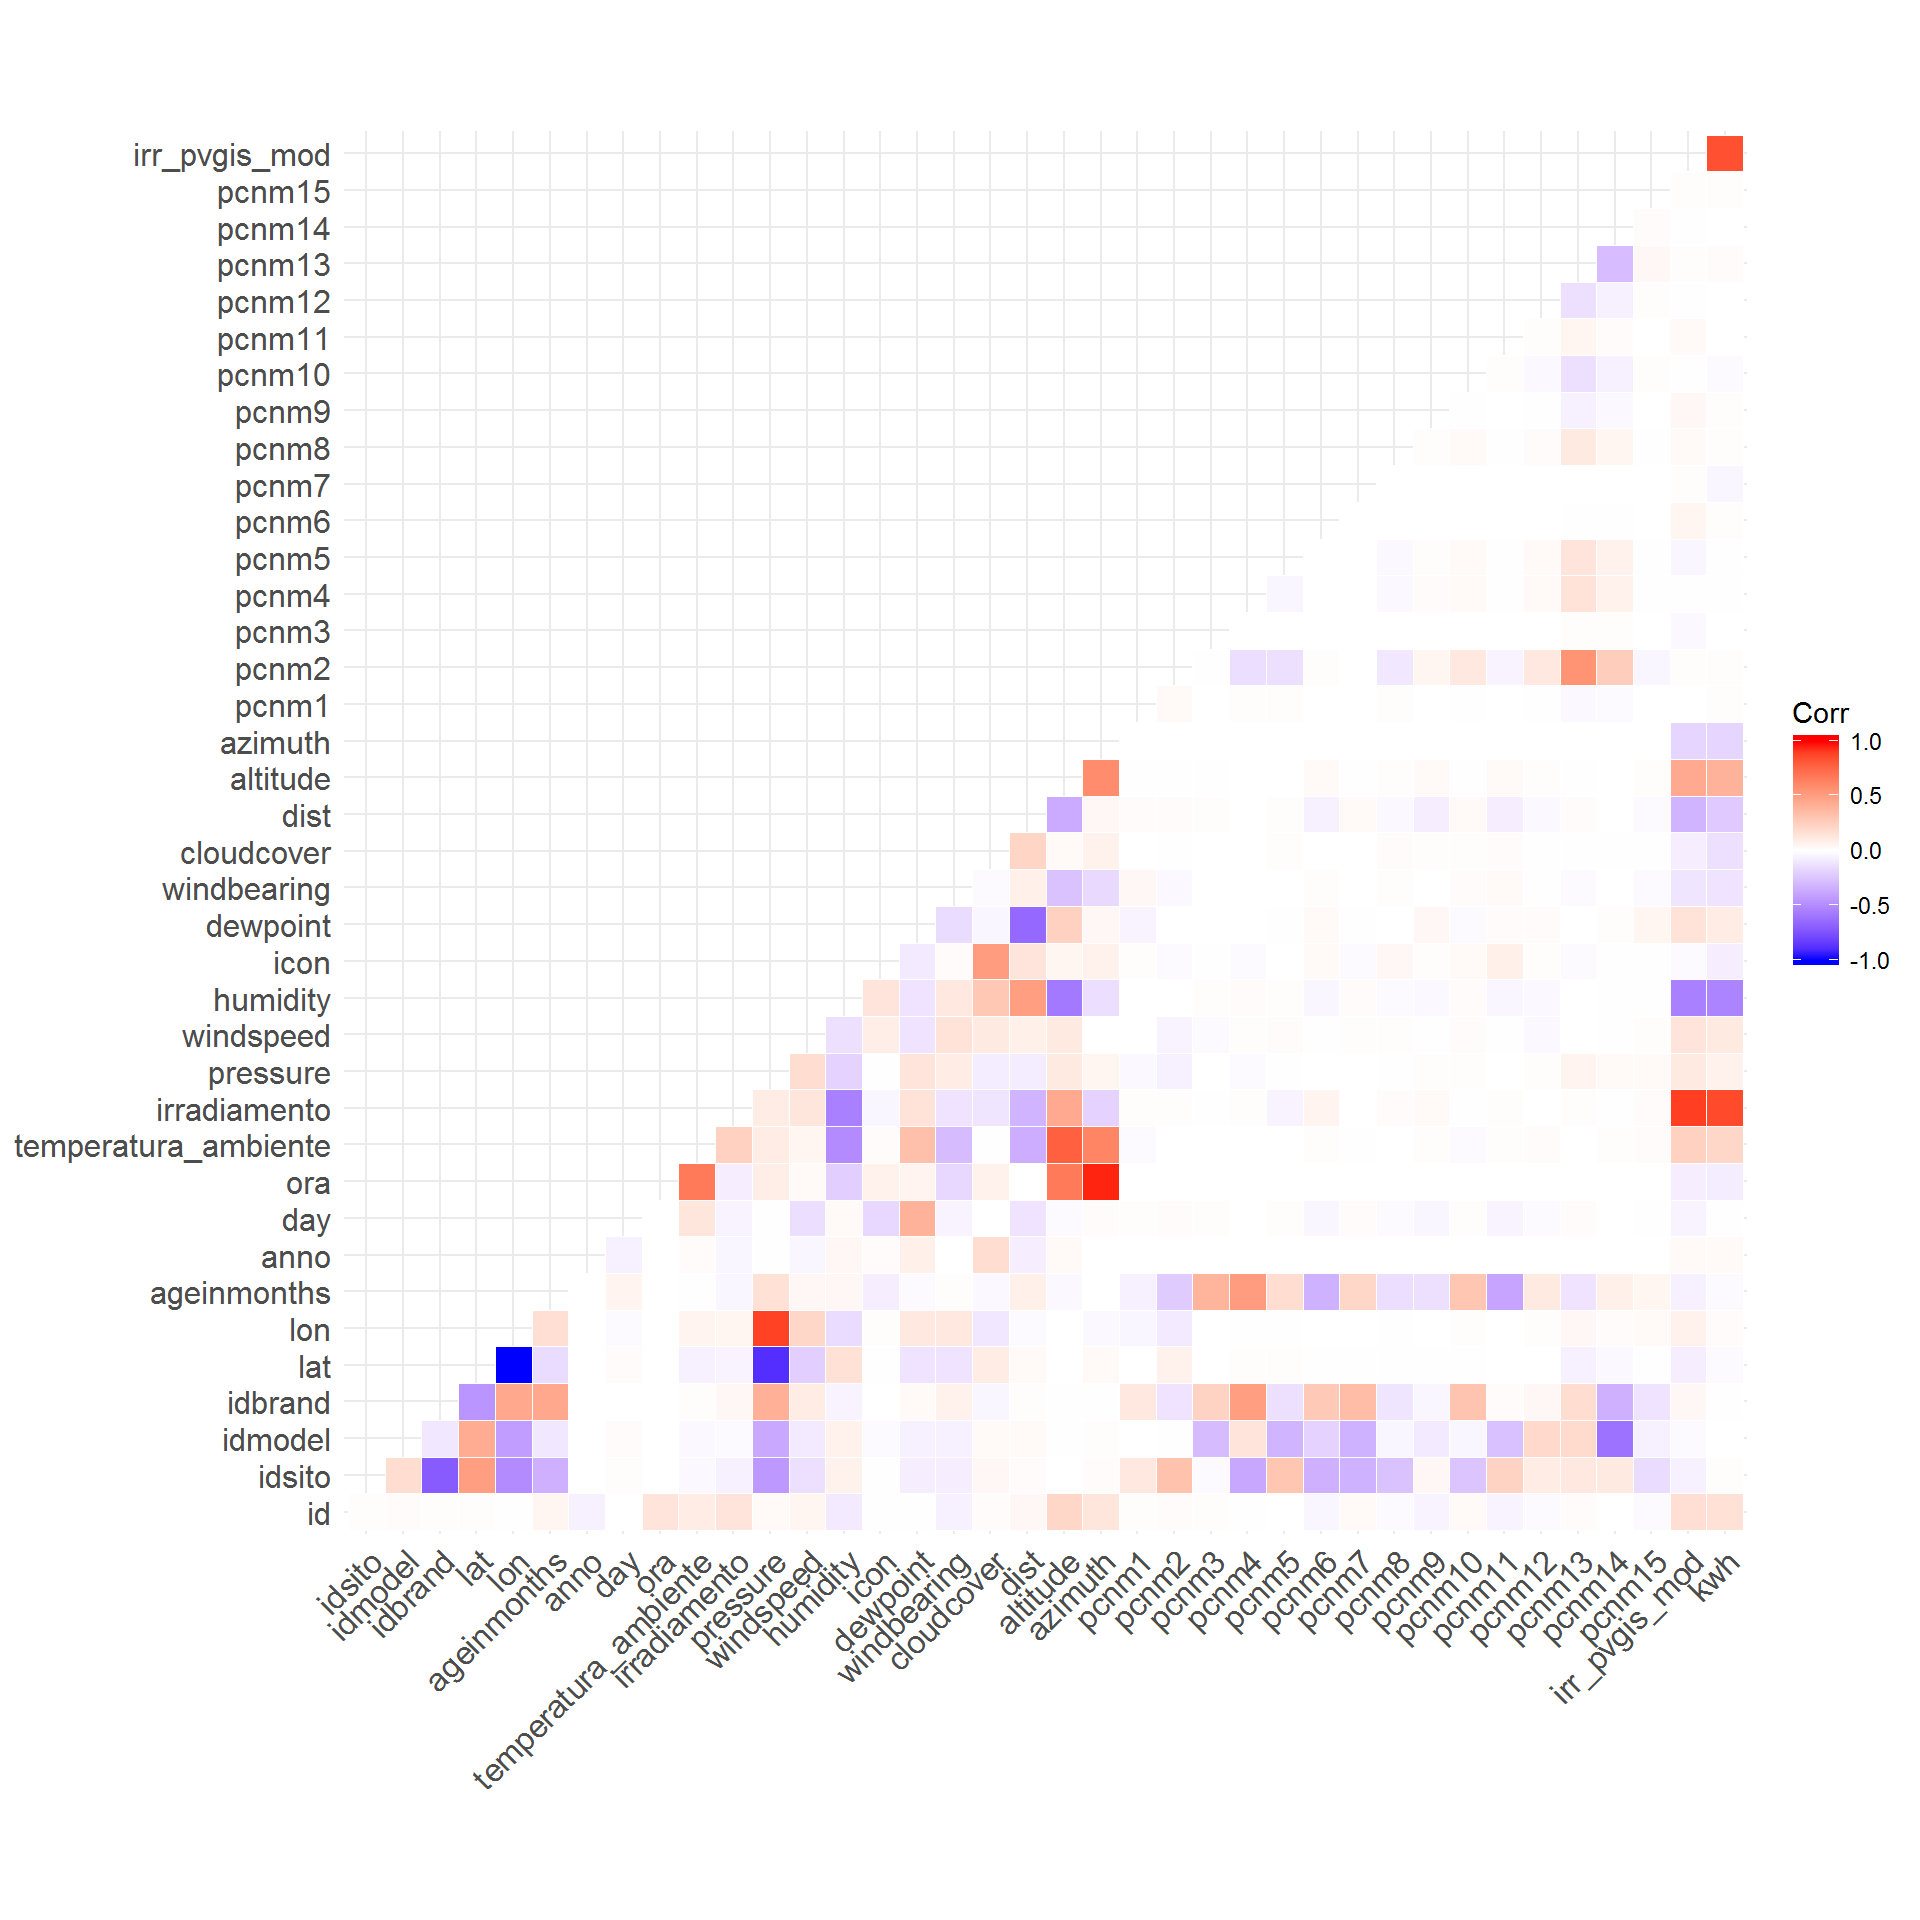 irr_pvgis_mod
pcnm15
pcnm14
pcnm13
pcnm12
pcnm11
pcnm10
pcnm9
pcnm8
pcnm7
pcnm6
pcnm5
pcnm4
pcnm3
pcnm2
pcnm1
azimuth
altitude
dist
cloudcover
windbearing
dewpoint
icon
humidity
windspeed
pressure
irradiamento
temperatura_ambiente
ora
day
anno
ageinmonths
lon
lat
idbrand
idmodel
idsito
id
idsito
idmodel
idbrand
lat
lon
ageinmonths
anno
day
ora
temperatura_ambiente
irradiamento
pressure
windspeed
humidity
icon
dewpoint
windbearing
cloudcover
dist
altitude
azimuth
pcnm1
pcnm2
pcnm3
pcnm4
pcnm5
pcnm6
pcnm7
pcnm8
pcnm9
pcnm10
pcnm11
pcnm12
pcnm13
pcnm14
pcnm15
irr_pvgis_mod
kwh
Corr
1.0
0.5
0.0
-0.5
-1.0